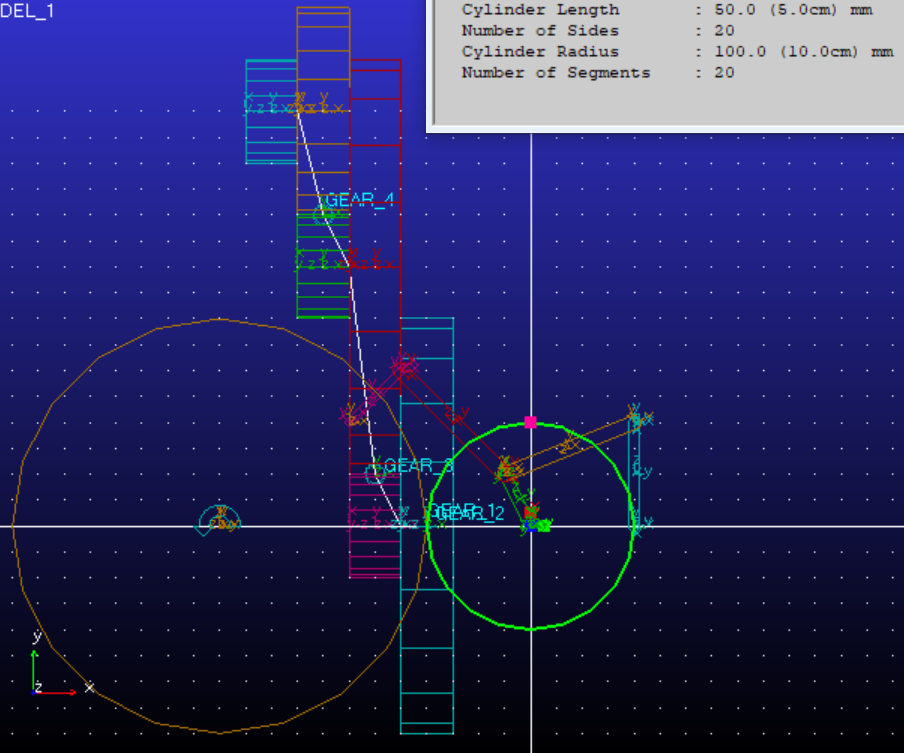 DEL_1
Cylinder Length : 50.0 (5.0cm) mm
Number of Sides : 20
Cylinder Radius : 100.0 (10.0cm) mm
Number of Segments : 20
GEAR_4
GEAR_3
GEAR_1
GEAR_2
y
z
x